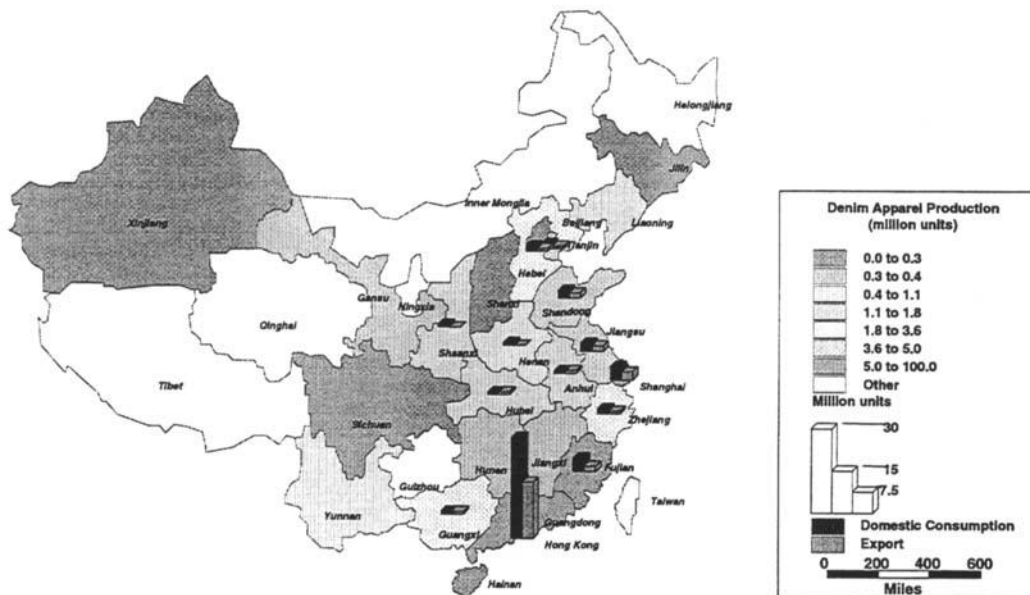 Helongjiang
Jilin
Xinjiang
Inner Monglia
Beijiang
Liaoning
Tianjin
Hebei
Gansu
Ningxia
Shanxi
Shandong
Qinghai
Jiangsu
Shaanxi
Henan
Anhui
Shanghai
Tibet
Hubei
Zhejiang
Sichuan
Hunan
Jiangxi
Fujian
Guizhou
Taiwan
Yunnan
Guangxi
Guangdong
Hong Kong
Hainan
Denim Apparel Production
(million units)
0.0 to 0.3
0.3 to 0.4
0.4 to 1.1
1.1 to 1.8
1.8 to 3.6
3.6 to 5.0
5.0 to 100.0
Other
Million units
30
15
7.5
Domestic Consumption
Export
0 200 400 600
Miles